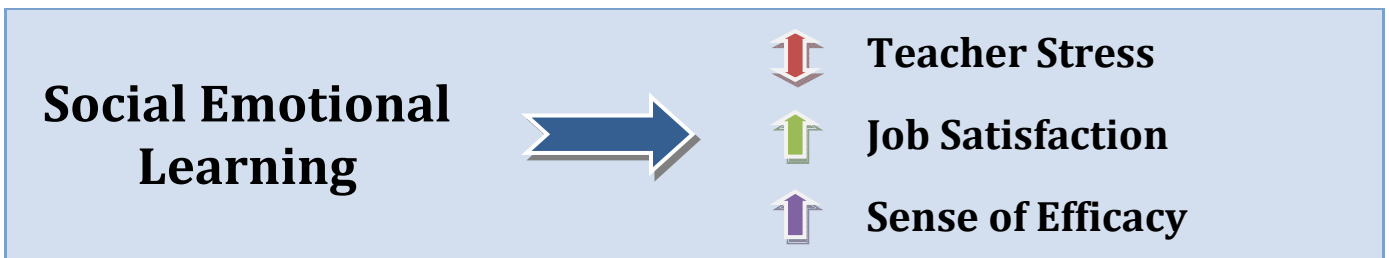 Social Emotional
Learning
Teacher Stress
Job Satisfaction
Sense of Efficacy